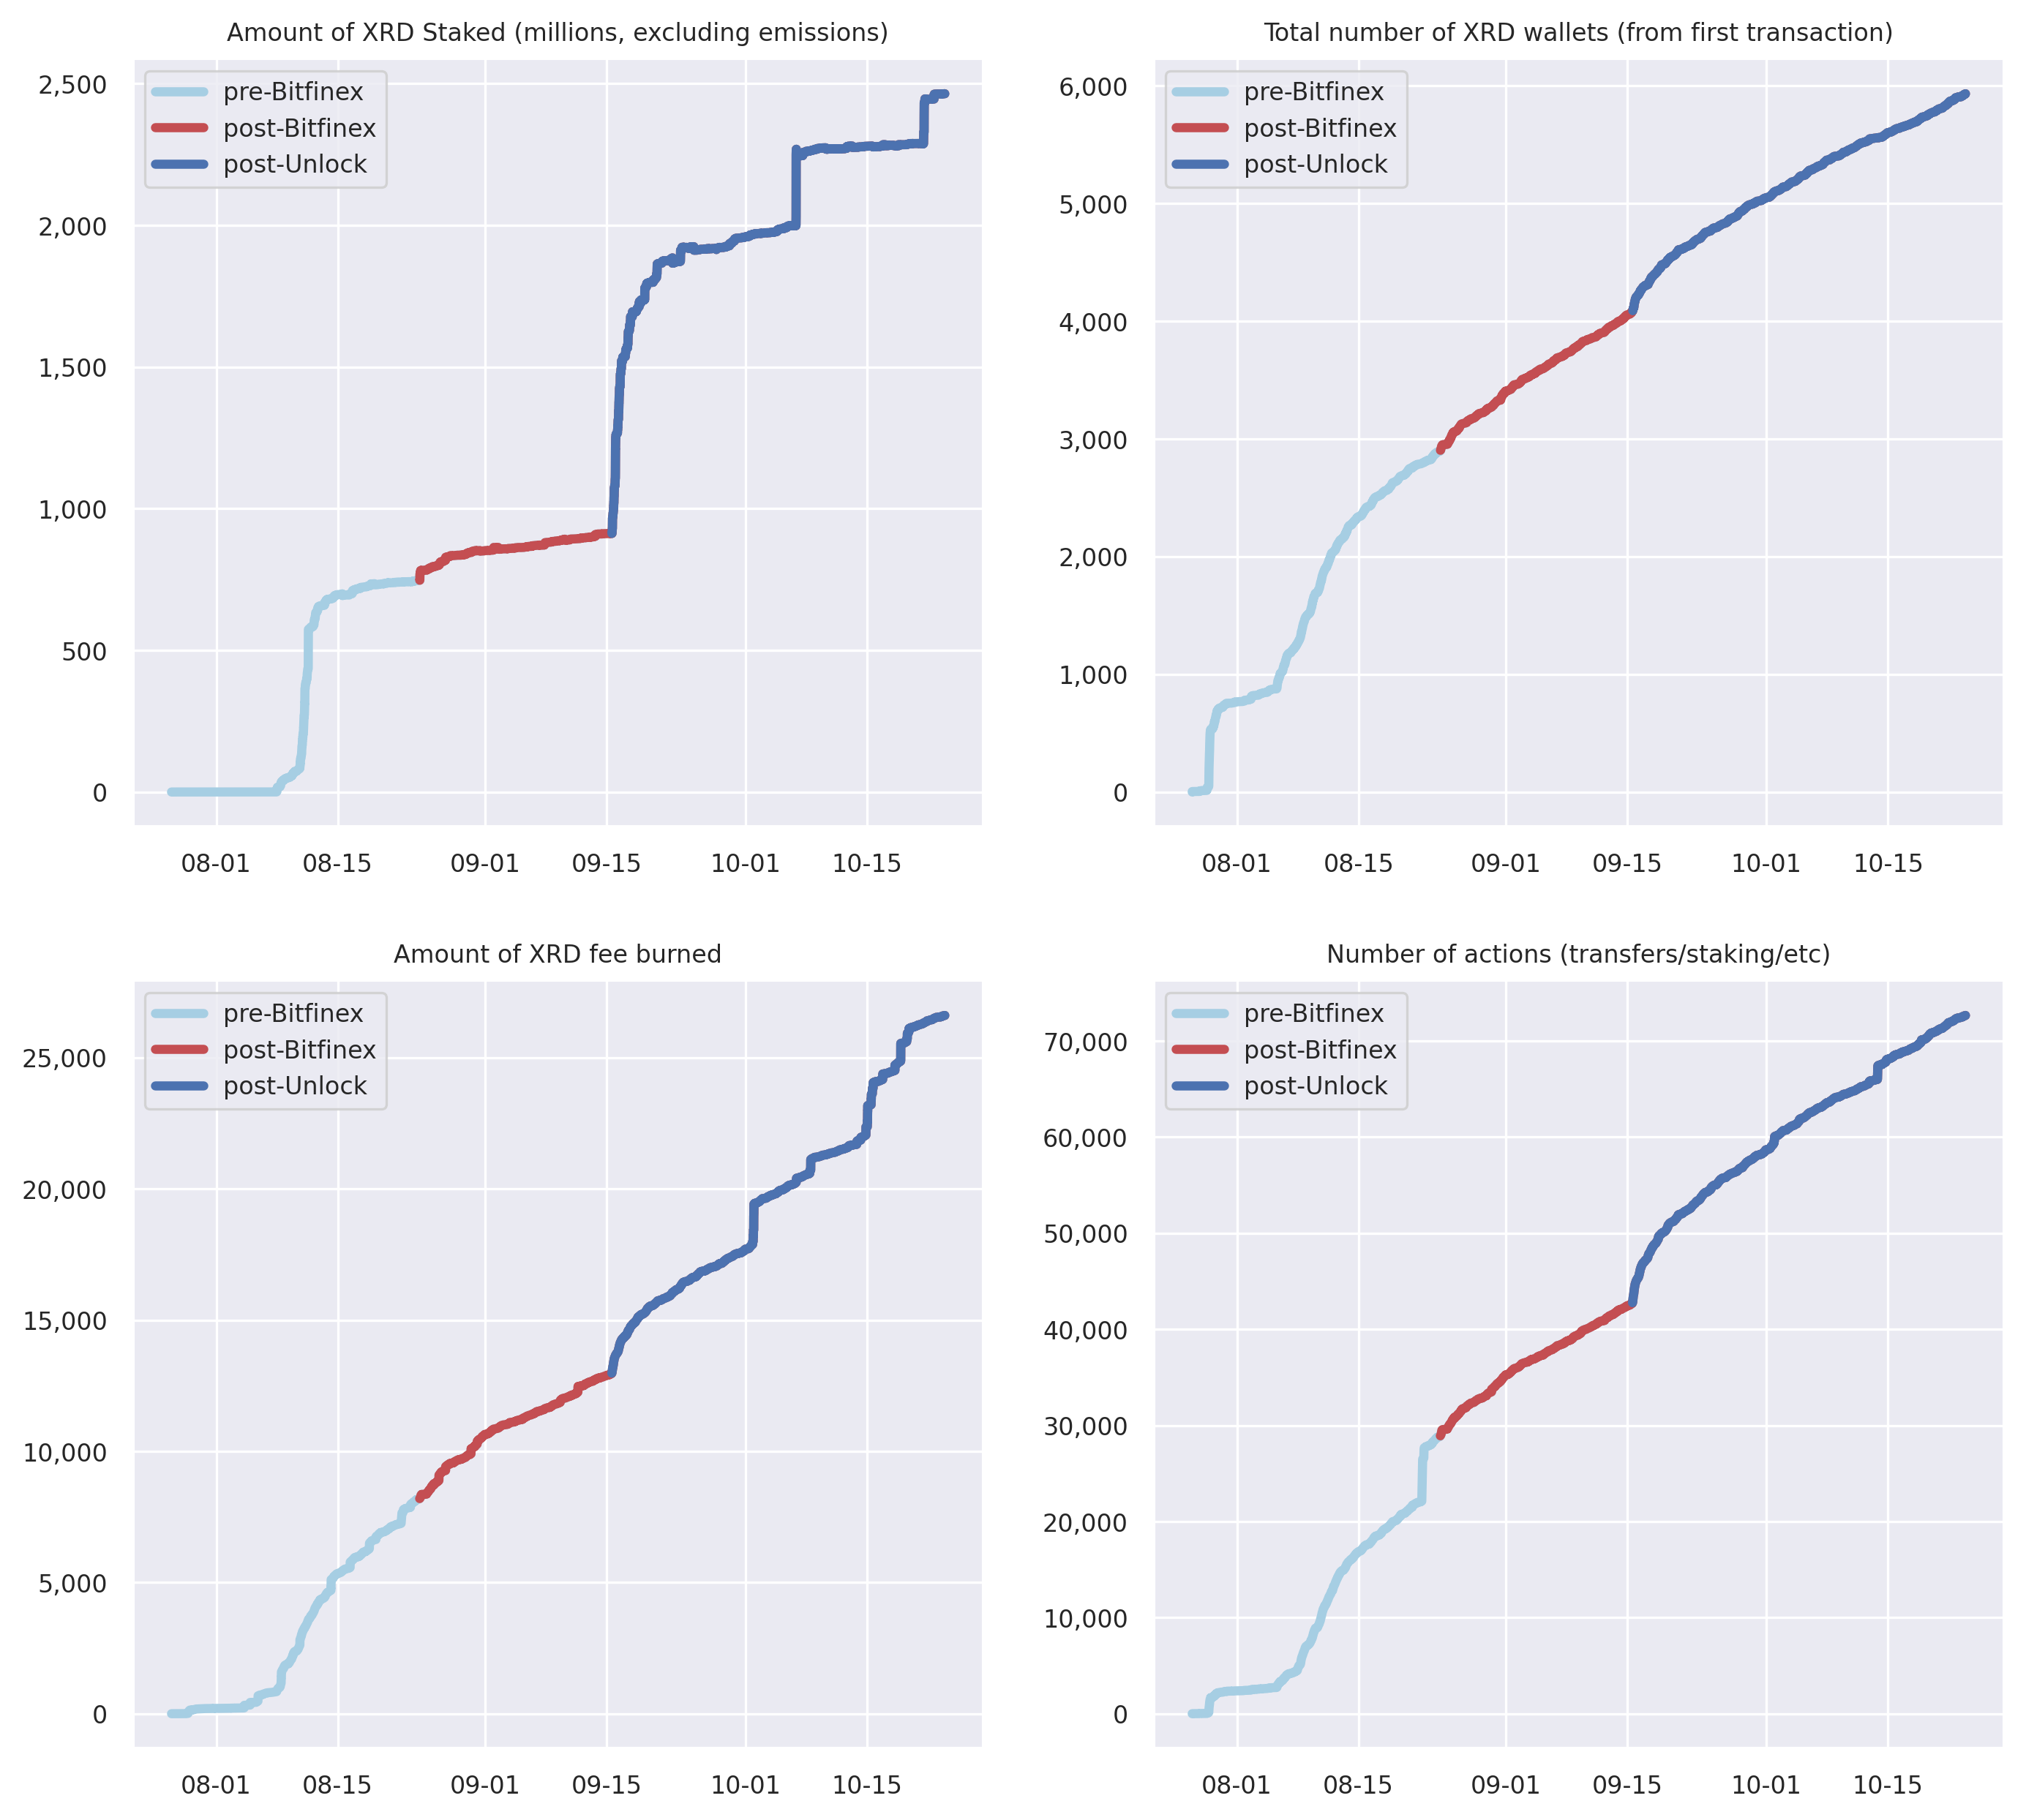 Amount of XRD Staked (millions, excluding emissions)
pre-Bitfinex
post-Bitfinex
post-Unlock
2,500
2,000
1,500
1,000
500
0
08-01 08-15 09-01 09-15 10-01 10-15
Total number of XRD wallets (from first transaction)
pre-Bitfinex
post-Bitfinex
post-Unlock
6,000
5,000
4,000
3,000
2,000
1,000
0
08-01 08-15 09-01 09-15 10-01 10-15
Amount of XRD fee burned
pre-Bitfinex
post-Bitfinex
post-Unlock
25,000
20,000
15,000
10,000
5,000
0
08-01 08-15 09-01 09-15 10-01 10-15
Number of actions (transfers/staking/etc)
pre-Bitfinex
post-Bitfinex
post-Unlock
70,000
60,000
50,000
40,000
30,000
20,000
10,000
0
08-01 08-15 09-01 09-15 10-01 10-15